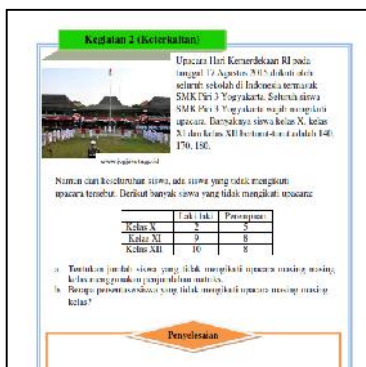 Kegiatan 2 (Keterkaitan)
Upacara Hari Kemerdekaan RI pada
tanggal 17 Agustus 2015 diikuti oleh
seluruh sekolah di Indonesia termasuk
SMK Piri 3 Yogyakarta. Seluruh siswa
SMK Piri 3 Yogyakarta wajib mengikuti
upacara. Banyaknya siswa kelas X, kelas
XI dan kelas XII berturut-turut adalah 140,
170, 180.
Namun dari keseluruhan siswa, ada siswa yang tidak mengikuti
upacara tersebut. Berikut banyak siswa yang tidak mengikuti upacara:
Laki-laki Perempuan
Kelas X 2 5
Kelas XI 9 8
Kelas XII 10 8
a. Tentukan jumlah siswa yang tidak mengikuti upacara masing-masing
kelas menggunakan penjumlahan matriks.
b. Berapa persentase siswa yang tidak mengikuti upacara masing-masing
kelas?
Penyelesaian